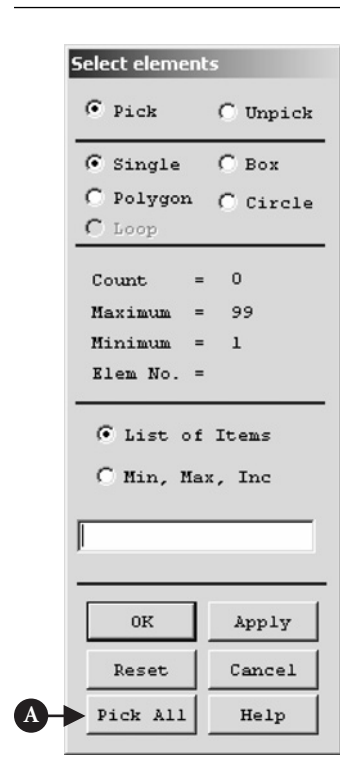 Select elements
Pick Unpick
Single Box
Polygon Circle
Loop
Count = 0
Maximum = 99
Minimum = 1
Elem No. =
List of Items
Min, Max, Inc
OK Apply
Reset Cancel
A Pick All Help